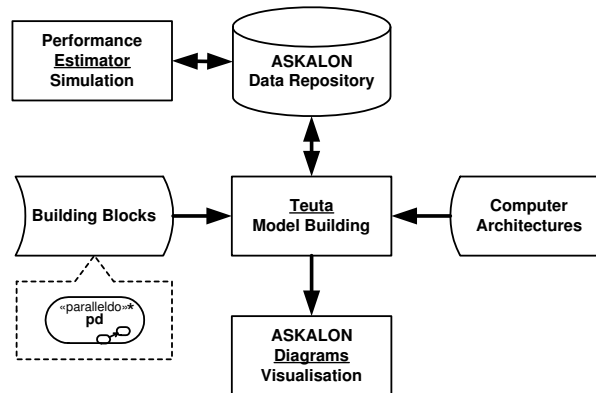 Performance
Estimator
Simulation
ASKALON
Data Repository
Building Blocks
Teuta
Model Building
Computer
Architectures
«paralleldo»*
pd
ASKALON
Diagrams
Visualisation